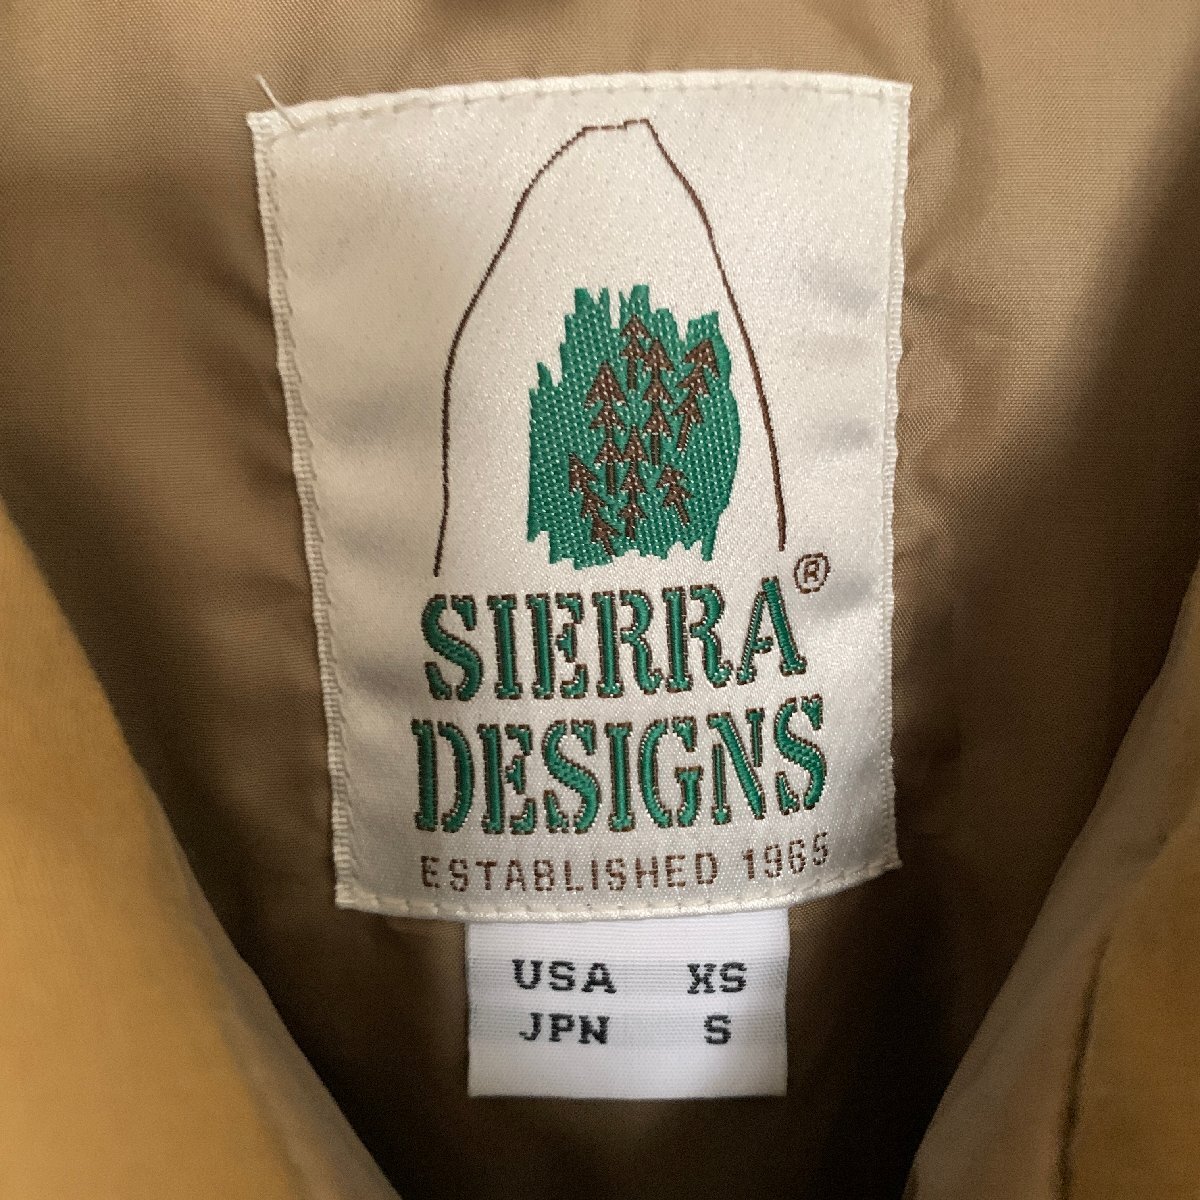 SIERRA®
DESIGNS
ESTABLISHED 1965
USA XS
JPN S